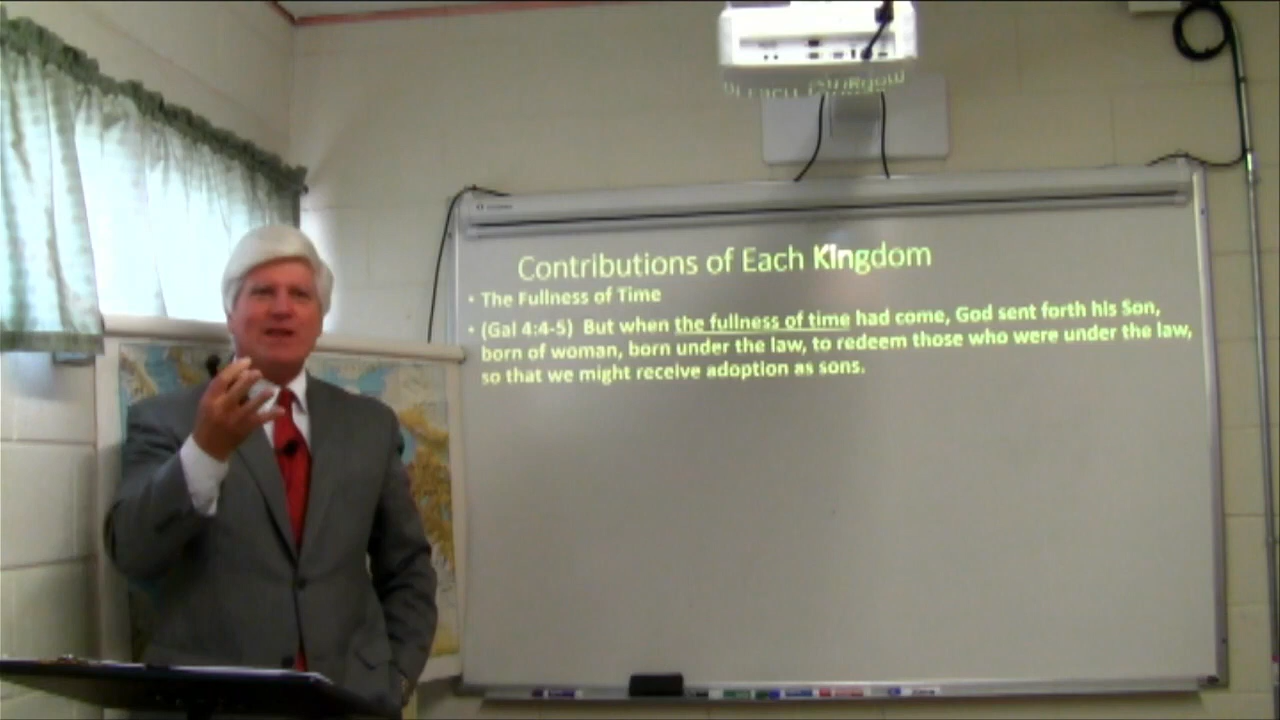 Contributions of Each Kingdom
• The Fullness of Time
• (Gal 4:4-5) But when the fullness of time had come, God sent forth his Son,
born of woman, born under the law, to redeem those who were under the law,
so that we might receive adoption as sons.